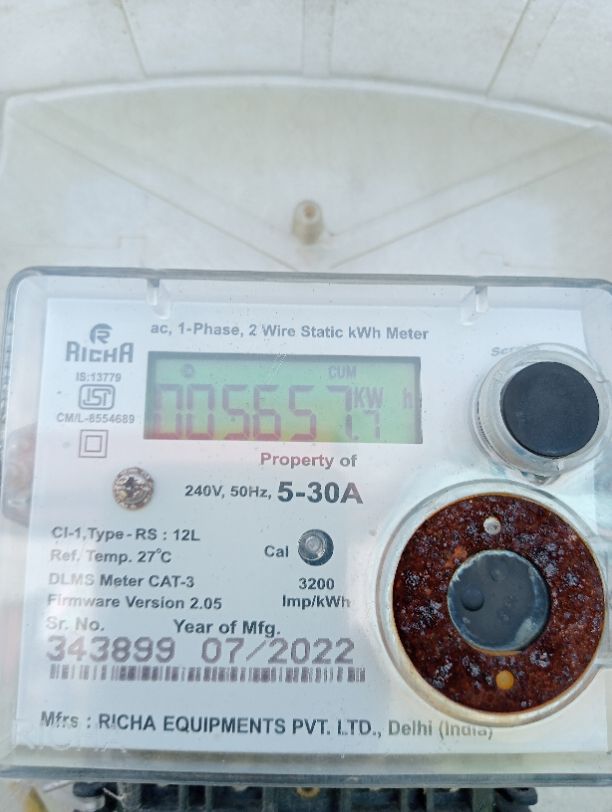 ac, 1-Phase, 2 Wire Static kWh Meter
RICHA
IS:13779
ISI
CM/L-8554689
CUM
005657.7 KW h
Property of
240V, 50Hz, 5-30A
Cl-1,Type - RS : 12L
Ref. Temp. 27°C
Cal
DLMS Meter CAT-3
3200
Firmware Version 2.05
Imp/kWh
Sr. No. Year of Mfg.
343899 07/2022
Mfrs : RICHA EQUIPMENTS PVT. LTD., Delhi (India)
RICHA